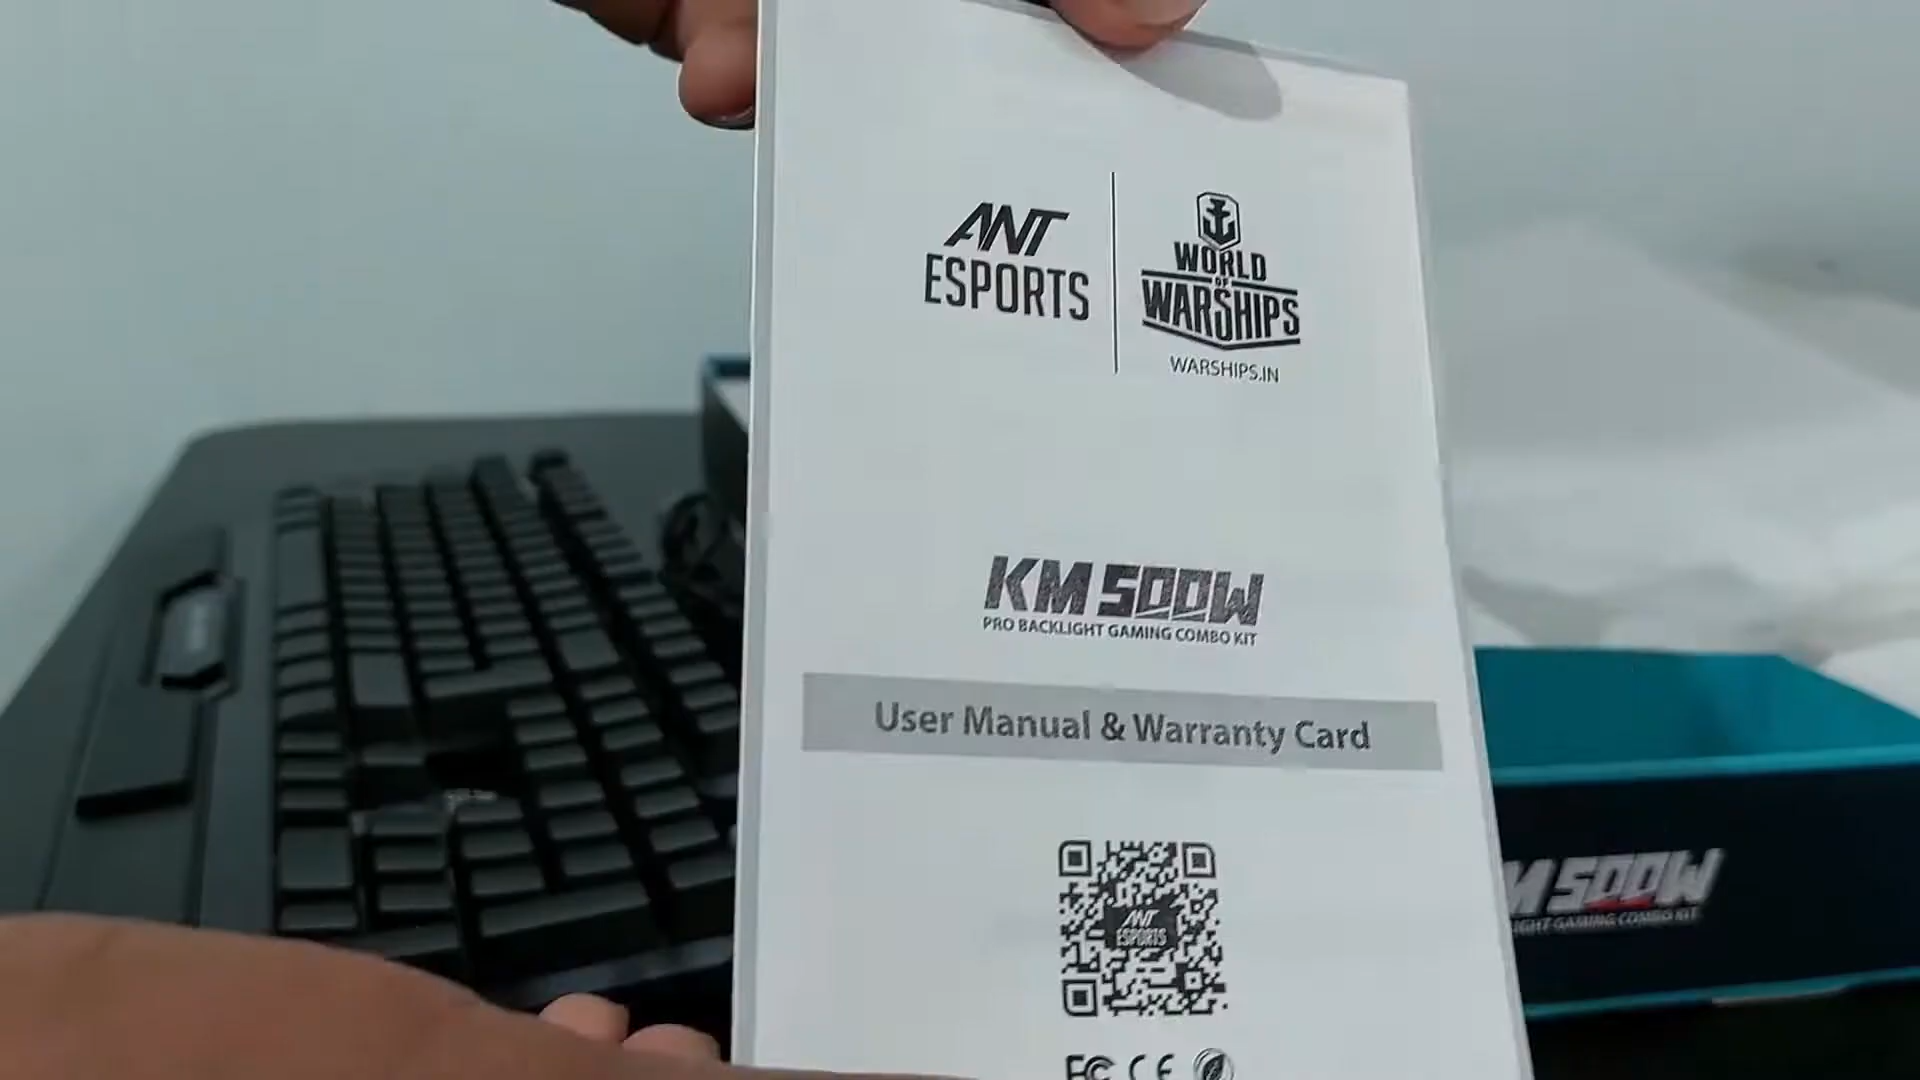 ANT
ESPORTS
WORLD
OF
WARSHIPS
WARSHIPS.IN
KM 500W
PRO BACKLIGHT GAMING COMBO KIT
User Manual & Warranty Card
ANT
ESPORTS
FC CE
M 500W
LIGHT GAMING COMBO KIT